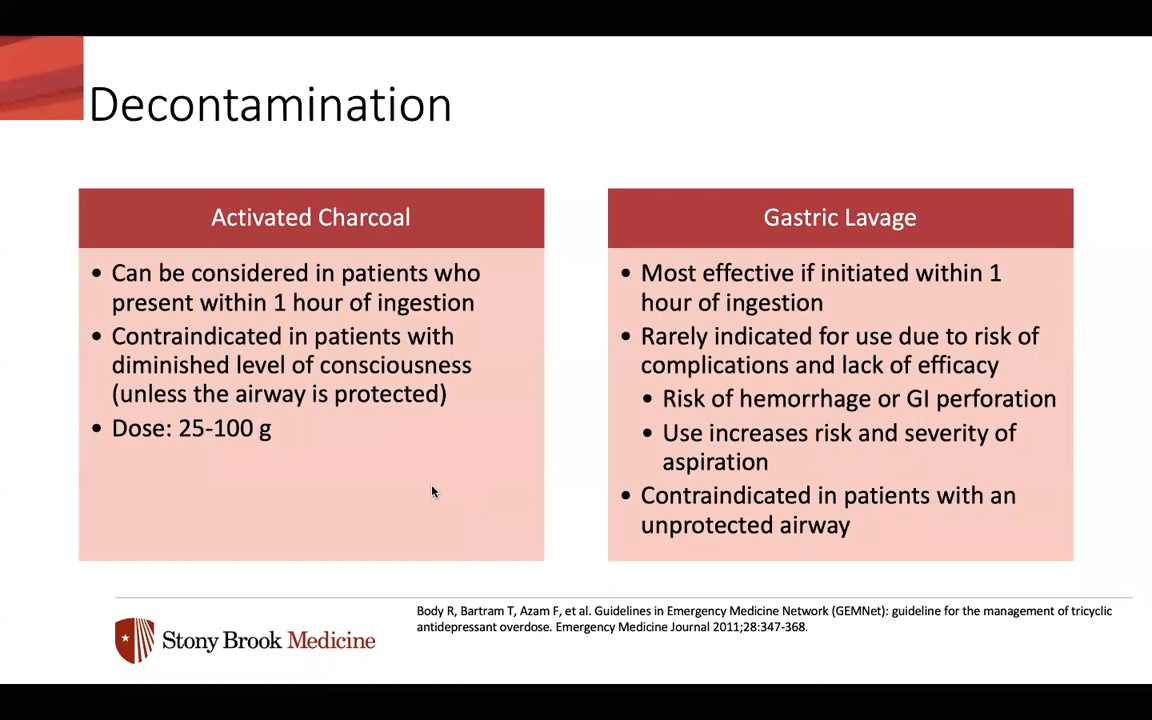 Decontamination
Activated Charcoal
• Can be considered in patients who
present within 1 hour of ingestion
• Contraindicated in patients with
diminished level of consciousness
(unless the airway is protected)
• Dose: 25-100 g
Gastric Lavage
• Most effective if initiated within 1
hour of ingestion
• Rarely indicated for use due to risk of
complications and lack of efficacy
• Risk of hemorrhage or GI perforation
• Use increases risk and severity of
aspiration
• Contraindicated in patients with an
unprotected airway
Body R, Bartram T, Azam F, et al. Guidelines in Emergency Medicine Network (GEMNet): guideline for the management of tricyclic
antidepressant overdose. Emergency Medicine Journal 2011;28:347-368.
Stony Brook Medicine